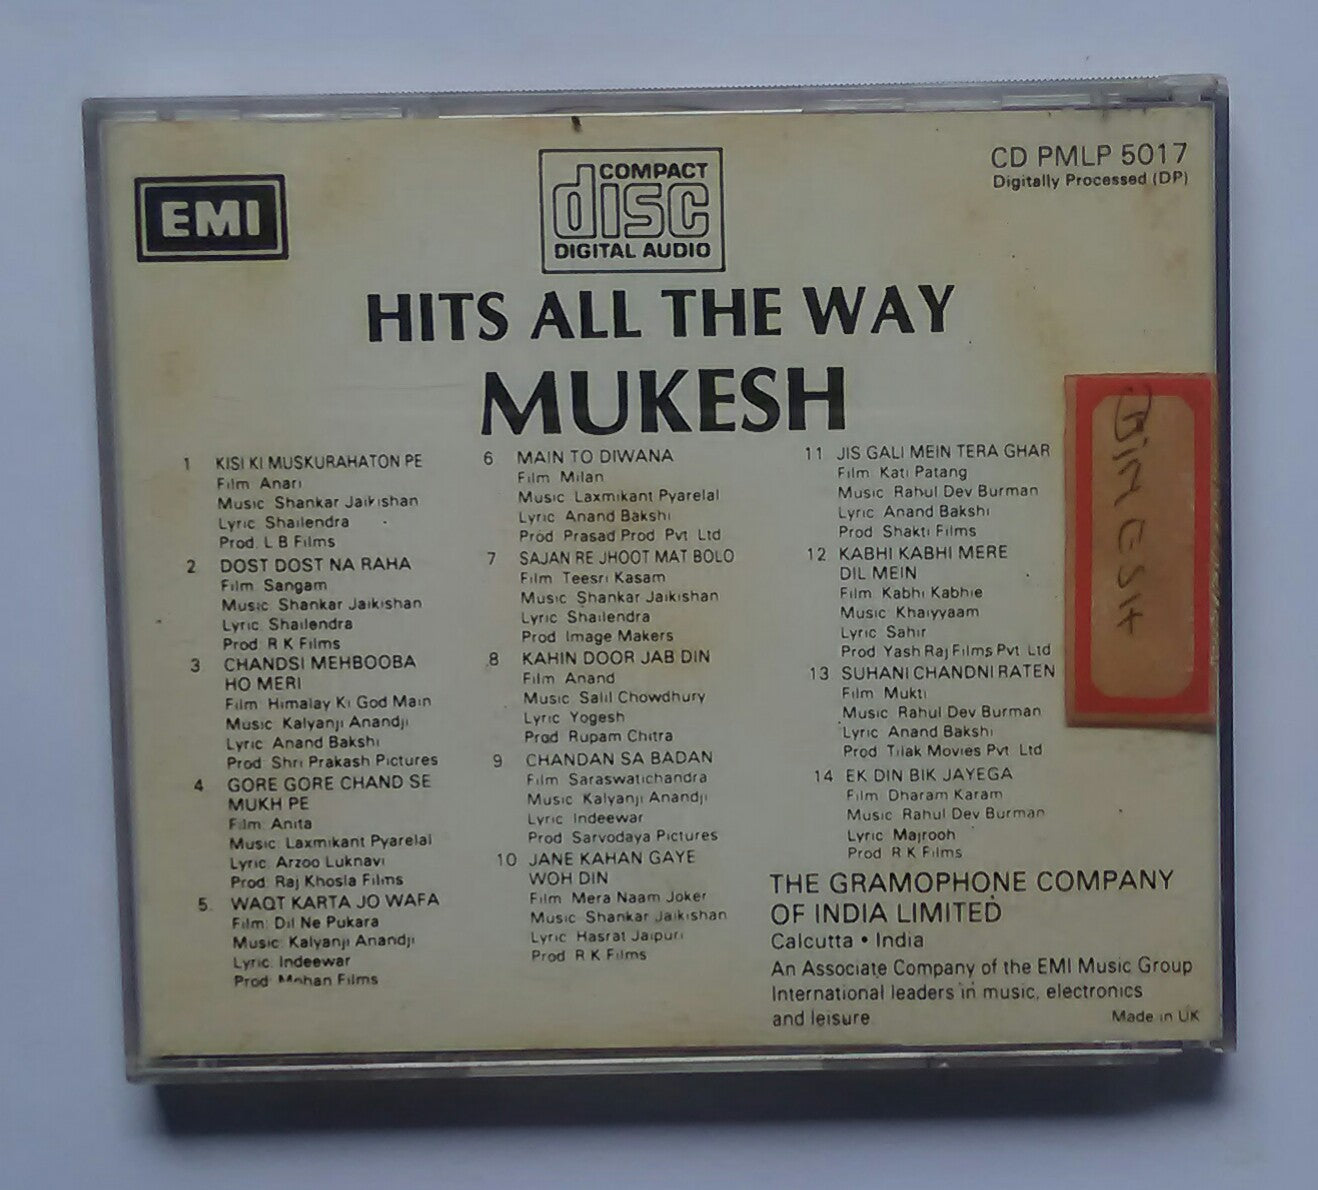 EMI
COMPACT
disc
DIGITAL AUDIO
CD PMLP 5017
Digitally Processed (DP)
HITS ALL THE WAY
MUKESH
1 KISI KI MUSKURAHATON PE
Film Anari
Music Shankar Jaikishan
Lyric Shailendra
Prod. L B Films
2 DOST DOST NA RAHA
Film Sangam
Music Shankar Jaikishan
Lyric Shailendra
Prod R K Films
3 CHANDSI MEHBOOBA
HO MERI
Film Himalay Ki God Main
Music Kalyanji Anandji
Lyric Anand Bakshi
Prod Shri Prakash Pictures
4 GORE GORE CHAND SE
MUKH PE
Film Anita
Music Laxmikant Pyarelal
Lyric Arzoo Luknavi
Prod Raj Khosla Films
5. WAQT KARTA JO WAFA
Film: Dil Ne Pukara
Music: Kalyanji Anandji
Lyric: Indeewar
Prod: Mohan Films
6 MAIN TO DIWANA
Film Milan
Music Laxmikant Pyarelal
Lyric Anand Bakshi
Prod Prasad Prod Pvt Ltd
7 SAJAN RE JHOOT MAT BOLO
Film Teesri Kasam
Music Shankar Jaikishan
Lyric Shailendra
Prod Image Makers
8 KAHIN DOOR JAB DIN
Film Anand
Music Salil Chowdhury
Lyric Yogesh
Prod Rupam Chitra
9 CHANDAN SA BADAN
Film Saraswatichandra
Music Kalyanji Anandji
Lyric Indeewar
Prod Sarvodaya Pictures
10 JANE KAHAN GAYE
WOH DIN
Film Mera Naam Joker
Music Shankar Jaikishan
Lyric Hasrat Jaipuri
Prod R K Films
11 JIS GALI MEIN TERA GHAR
Film Kati Patang
Music Rahul Dev Burman
Lyric Anand Bakshi
Prod Shakti Films
12 KABHI KABHI MERE
DIL MEIN
Film Kabhi Kabhie
Music Khaiyyaam
Lyric Sahir
Prod Yash Raj Films Pvt Ltd
13 SUHANI CHANDNI RATEN
Film Mukti
Music Rahul Dev Burman
Lyric Anand Bakshi
Prod Tilak Movies Pvt Ltd
14 EK DIN BIK JAYEGA
Film Dharam Karam
Music Rahul Dev Burman
Lyric Majrooh
Prod R K Films
THE GRAMOPHONE COMPANY
OF INDIA LIMITED
Calcutta • India
An Associate Company of the EMI Music Group
International leaders in music, electronics
and leisure
Made in UK
DINESH